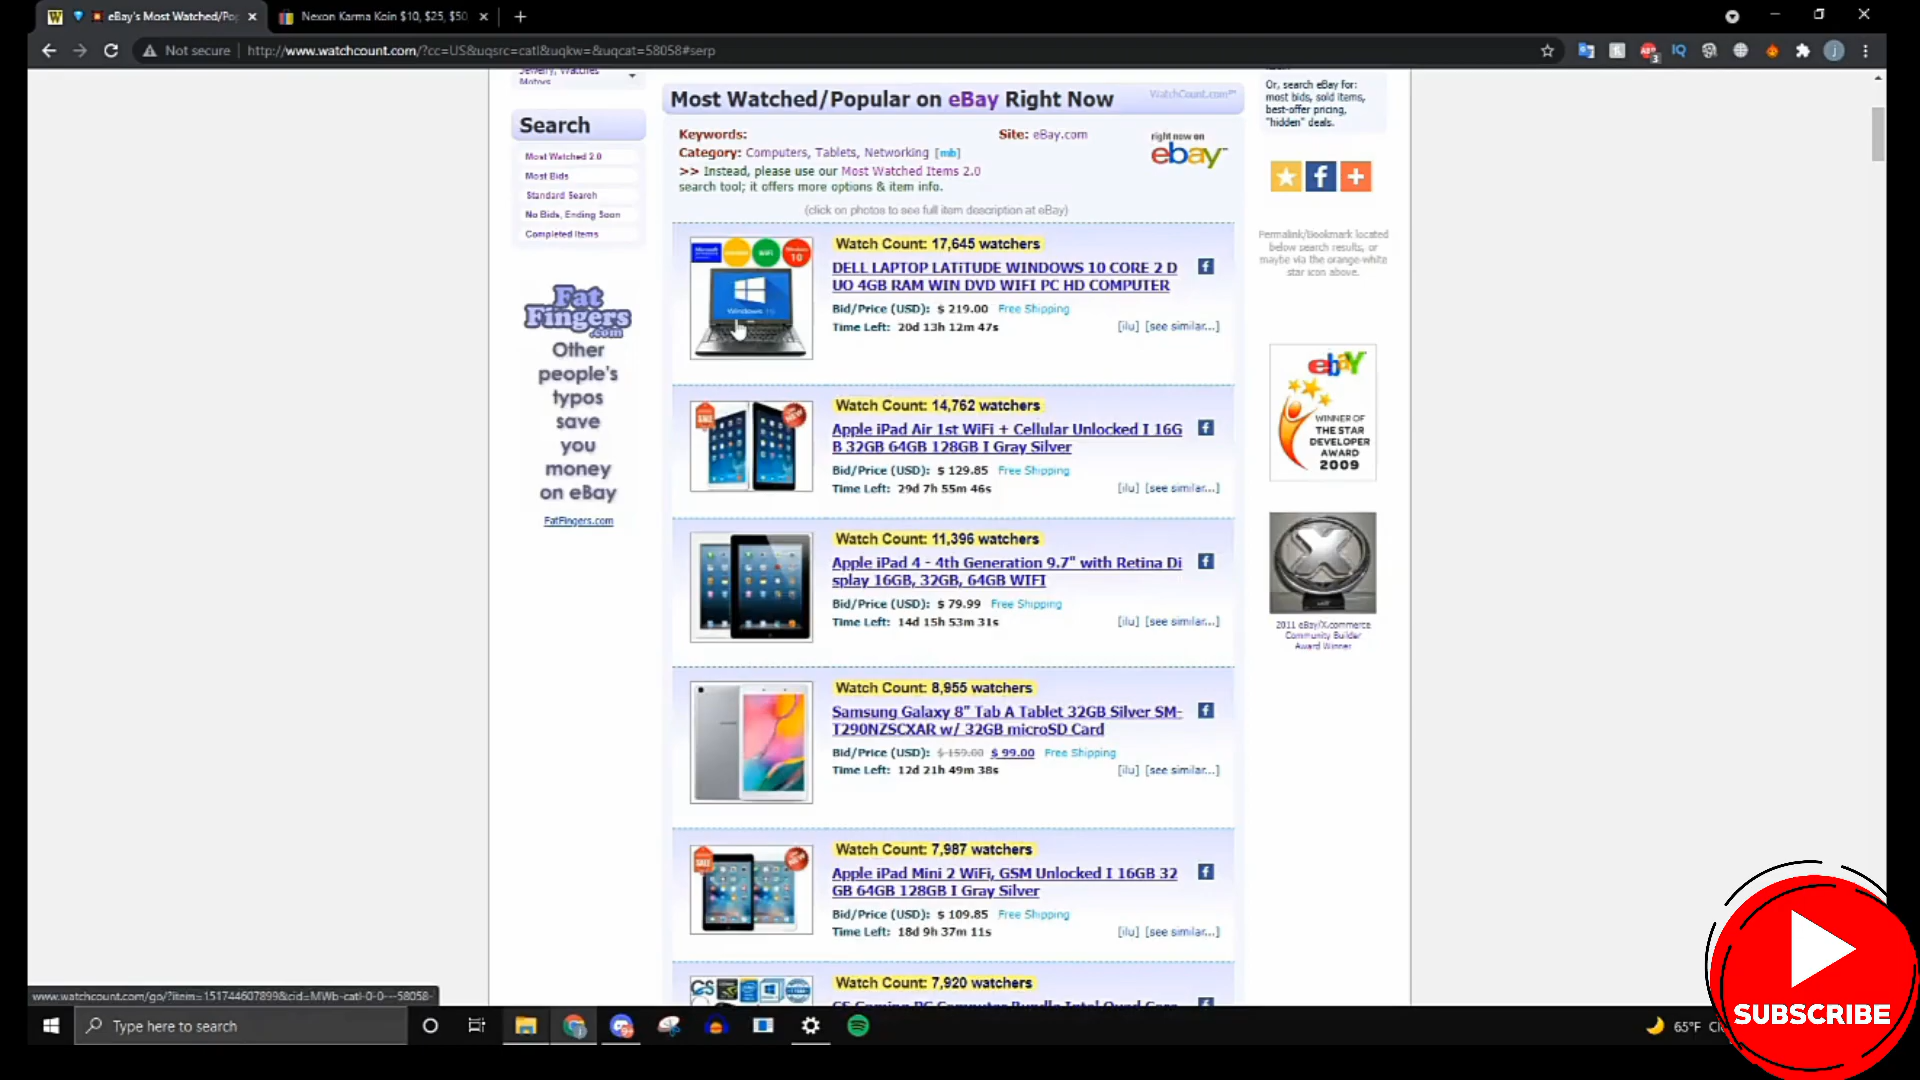 eBay's Most Watched/Po
Nexon Karma Koin $10, $25, $50
Not secure
http://www.watchcount.com/?cc=US&uqsrc=catl&uqkw=&uqcat=58058#serp
Jewelry, Watches
Motors
Search
Most Watched 2.0
Most Bids
Standard Search
No Bids, Ending Soon
Completed Items
Fat
Fingers
.com
Other
people's
typos
save
you
money
on eBay
FatFingers.com
Most Watched/Popular on eBay Right Now
WatchCount.com™
Keywords:
Site: eBay.com
Category: Computers, Tablets, Networking [mb]
>> Instead, please use our Most Watched Items 2.0
search tool; it offers more options & item info.
right now on
ebay™
(click on photos to see full item description at eBay)
Watch Count: 17,645 watchers
DELL LAPTOP LATiTUDE WINDOWS 10 CORE 2 D
UO 4GB RAM WIN DVD WIFI PC HD COMPUTER
Bid/Price (USD): $ 219.00 Free Shipping
Time Left: 20d 13h 12m 47s
[ilu] [see similar...]
Watch Count: 14,762 watchers
Apple iPad Air 1st WiFi + Cellular Unlocked I 16G
B 32GB 64GB 128GB I Gray Silver
Bid/Price (USD): $ 129.85 Free Shipping
Time Left: 29d 7h 55m 46s
[ilu] [see similar...]
Watch Count: 11,396 watchers
Apple iPad 4 - 4th Generation 9.7" with Retina Di
splay 16GB, 32GB, 64GB WIFI
Bid/Price (USD): $ 79.99 Free Shipping
Time Left: 14d 15h 53m 31s
[ilu] [see similar...]
Watch Count: 8,955 watchers
Samsung Galaxy 8" Tab A Tablet 32GB Silver SM-
T290NZSCXAR w/ 32GB microSD Card
Bid/Price (USD): $ 159.00 $ 99.00 Free Shipping
Time Left: 12d 21h 49m 38s
[ilu] [see similar...]
Watch Count: 7,987 watchers
Apple iPad Mini 2 WiFi, GSM Unlocked I 16GB 32
GB 64GB 128GB I Gray Silver
Bid/Price (USD): $ 109.85 Free Shipping
Time Left: 18d 9h 37m 11s
[ilu] [see similar...]
Watch Count: 7,920 watchers
CS Gaming PC Computer Bundle Intel Quad Core
Or, search eBay for:
most bids, sold items,
best-offer pricing,
"hidden" deals.
Permalink/Bookmark located
below search results, or
maybe via the orange-white
star icon above.
ebay
WINNER OF
THE STAR
DEVELOPER
AWARD
2009
2011 eBay/X.commerce
Community Builder
Award Winner
www.watchcount.com/go/?item=151744607899&cid=MWb-catl-0-0---58058-
Type here to search
65°F
SUBSCRIBE